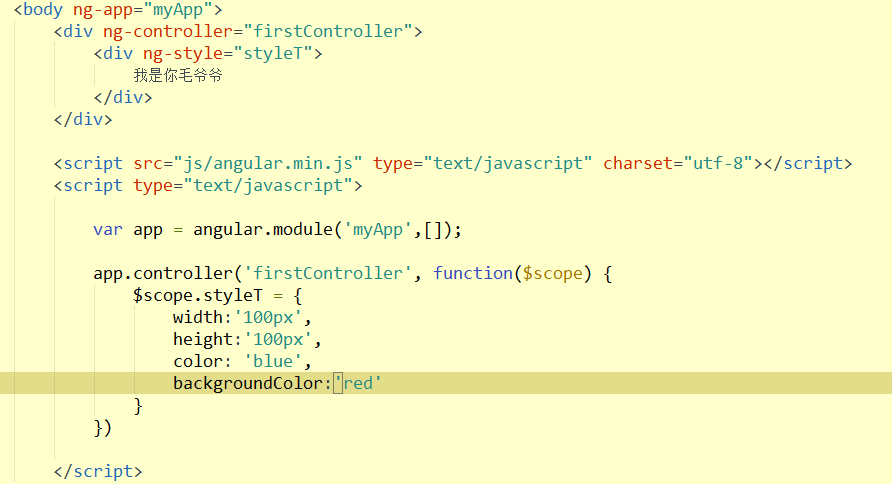 <body ng-app="myApp">
<div ng-controller="firstController">
<div ng-style="styleT">
我是你毛爷爷
</div>
</div>
<script src="js/angular.min.js" type="text/javascript" charset="utf-8"></script>
<script type="text/javascript">
var app = angular.module('myApp',[]);
app.controller('firstController', function($scope) {
$scope.styleT = {
width:'100px',
height:'100px',
color: 'blue',
backgroundColor:'red'
}
})
</script>